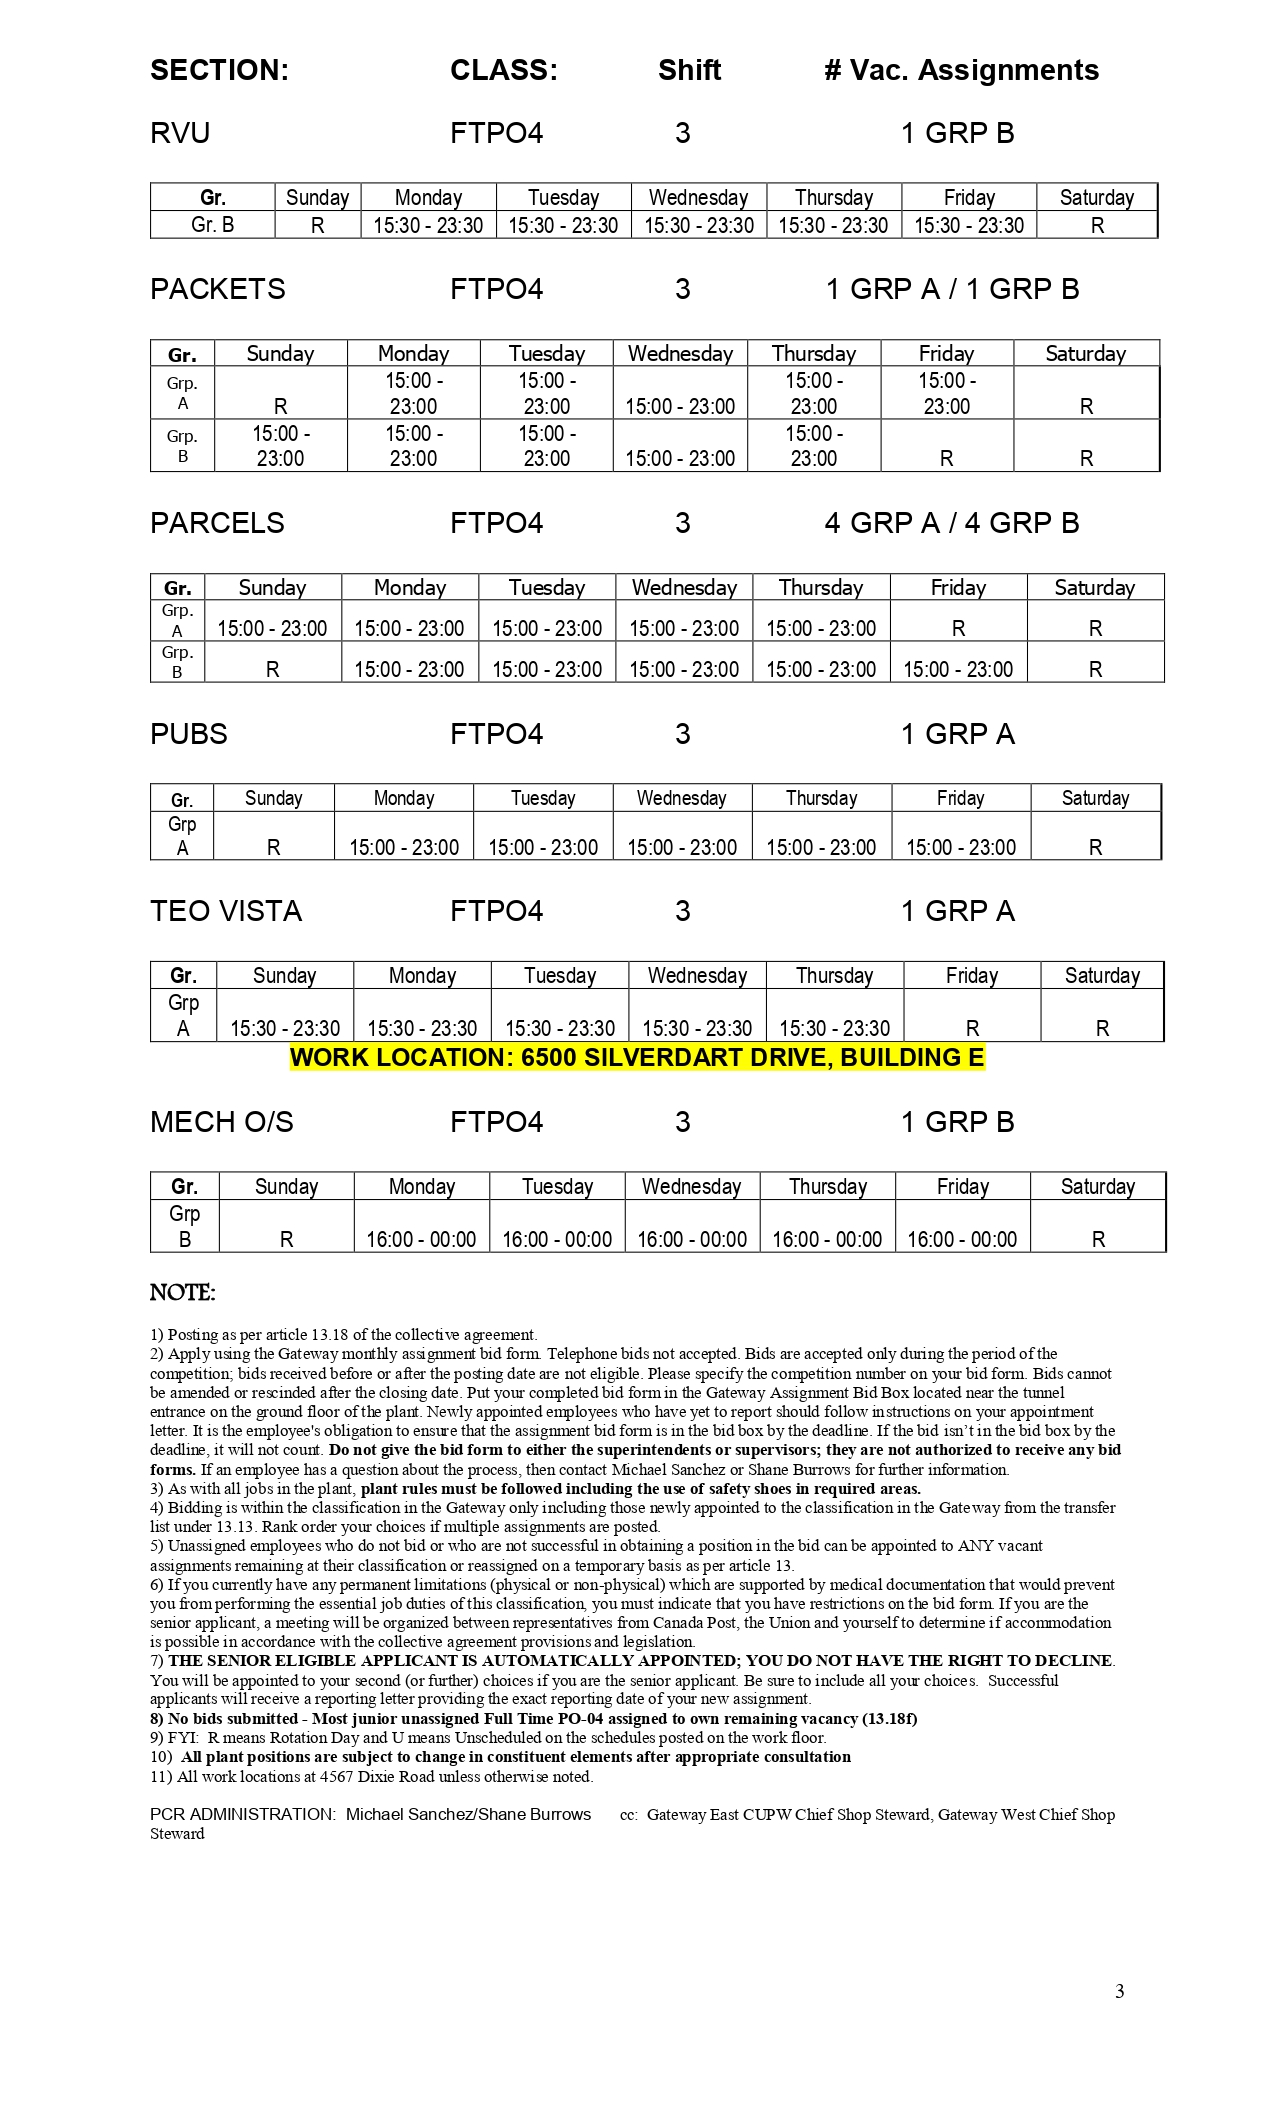 SECTION: CLASS: Shift # Vac. Assignments
RVU FTPO4 3 1 GRP B
Gr. Sunday Monday Tuesday Wednesday Thursday Friday Saturday
Gr. B R 15:30 - 23:30 15:30 - 23:30 15:30 - 23:30 15:30 - 23:30 15:30 - 23:30 R
PACKETS FTPO4 3 1 GRP A / 1 GRP B
Gr. Sunday Monday Tuesday Wednesday Thursday Friday Saturday
Grp. 15:00 - 15:00 - 15:00 - 15:00 -
A R 23:00 23:00 15:00 - 23:00 23:00 23:00 R
Grp. 15:00 - 15:00 - 15:00 - 15:00 -
B 23:00 23:00 23:00 15:00 - 23:00 23:00 R R
PARCELS FTPO4 3 4 GRP A / 4 GRP B
Gr. Sunday Monday Tuesday Wednesday Thursday Friday Saturday
Grp.
A 15:00 - 23:00 15:00 - 23:00 15:00 - 23:00 15:00 - 23:00 15:00 - 23:00 R R
Grp.
B R 15:00 - 23:00 15:00 - 23:00 15:00 - 23:00 15:00 - 23:00 15:00 - 23:00 R
PUBS FTPO4 3 1 GRP A
Gr. Sunday Monday Tuesday Wednesday Thursday Friday Saturday
Grp
A R 15:00 - 23:00 15:00 - 23:00 15:00 - 23:00 15:00 - 23:00 15:00 - 23:00 R
TEO VISTA FTPO4 3 1 GRP A
Gr. Sunday Monday Tuesday Wednesday Thursday Friday Saturday
Grp
A 15:30 - 23:30 15:30 - 23:30 15:30 - 23:30 15:30 - 23:30 15:30 - 23:30 R R
WORK LOCATION: 6500 SILVERDART DRIVE, BUILDING E
MECH O/S FTPO4 3 1 GRP B
Gr. Sunday Monday Tuesday Wednesday Thursday Friday Saturday
Grp
B R 16:00 - 00:00 16:00 - 00:00 16:00 - 00:00 16:00 - 00:00 16:00 - 00:00 R
NOTE:
1) Posting as per article 13.18 of the collective agreement.
2) Apply using the Gateway monthly assignment bid form. Telephone bids not accepted. Bids are accepted only during the period of the
competition; bids received before or after the posting date are not eligible. Please specify the competition number on your bid form. Bids cannot
be amended or rescinded after the closing date. Put your completed bid form in the Gateway Assignment Bid Box located near the tunnel
entrance on the ground floor of the plant. Newly appointed employees who have yet to report should follow instructions on your appointment
letter. It is the employee's obligation to ensure that the assignment bid form is in the bid box by the deadline. If the bid isn’t in the bid box by the
deadline, it will not count. Do not give the bid form to either the superintendents or supervisors; they are not authorized to receive any bid
forms. If an employee has a question about the process, then contact Michael Sanchez or Shane Burrows for further information.
3) As with all jobs in the plant, plant rules must be followed including the use of safety shoes in required areas.
4) Bidding is within the classification in the Gateway only including those newly appointed to the classification in the Gateway from the transfer
list under 13.13. Rank order your choices if multiple assignments are posted.
5) Unassigned employees who do not bid or who are not successful in obtaining a position in the bid can be appointed to ANY vacant
assignments remaining at their classification or reassigned on a temporary basis as per article 13.
6) If you currently have any permanent limitations (physical or non-physical) which are supported by medical documentation that would prevent
you from performing the essential job duties of this classification, you must indicate that you have restrictions on the bid form. If you are the
senior applicant, a meeting will be organized between representatives from Canada Post, the Union and yourself to determine if accommodation
is possible in accordance with the collective agreement provisions and legislation.
7) THE SENIOR ELIGIBLE APPLICANT IS AUTOMATICALLY APPOINTED; YOU DO NOT HAVE THE RIGHT TO DECLINE.
You will be appointed to your second (or further) choices if you are the senior applicant. Be sure to include all your choices. Successful
applicants will receive a reporting letter providing the exact reporting date of your new assignment.
8) No bids submitted - Most junior unassigned Full Time PO-04 assigned to own remaining vacancy (13.18f)
9) FYI: R means Rotation Day and U means Unscheduled on the schedules posted on the work floor.
10) All plant positions are subject to change in constituent elements after appropriate consultation
11) All work locations at 4567 Dixie Road unless otherwise noted.
PCR ADMINISTRATION: Michael Sanchez/Shane Burrows cc: Gateway East CUPW Chief Shop Steward, Gateway West Chief Shop
Steward
3